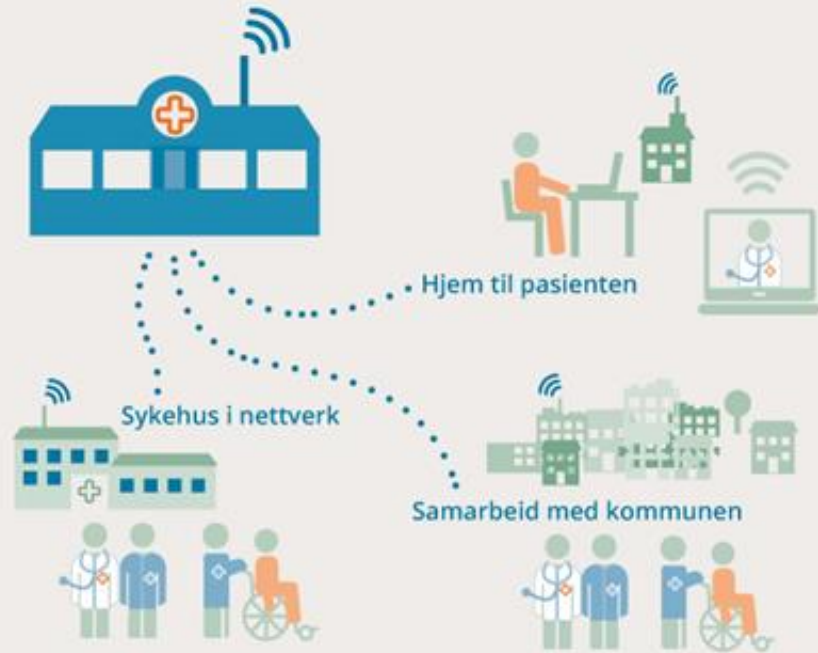 Hjem til pasienten
Sykehus i nettverk
Samarbeid med kommunen